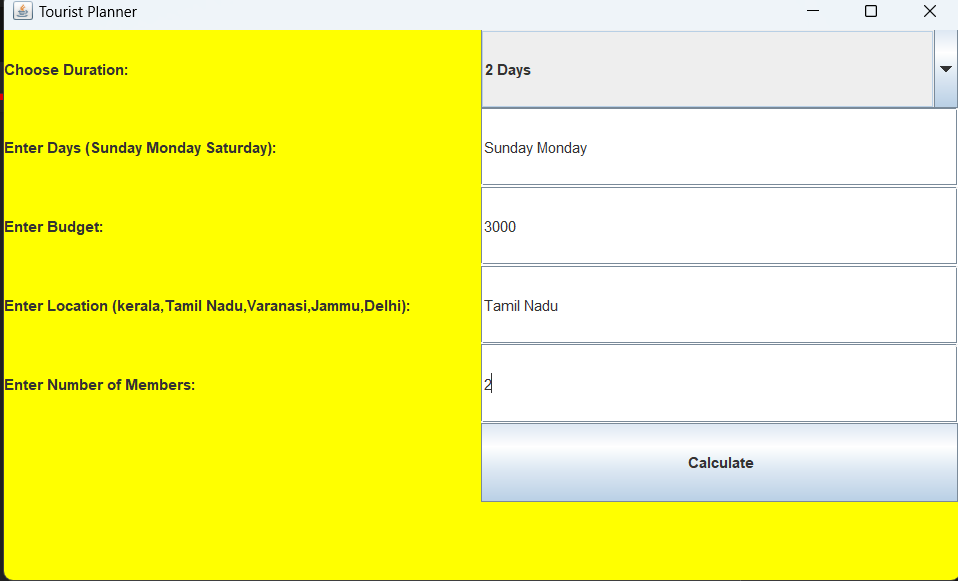 Tourist Planner
Choose Duration: 2 Days
Enter Days (Sunday Monday Saturday): Sunday Monday
Enter Budget: 3000
Enter Location (kerala,Tamil Nadu,Varanasi,Jammu,Delhi): Tamil Nadu
Enter Number of Members: 2
Calculate